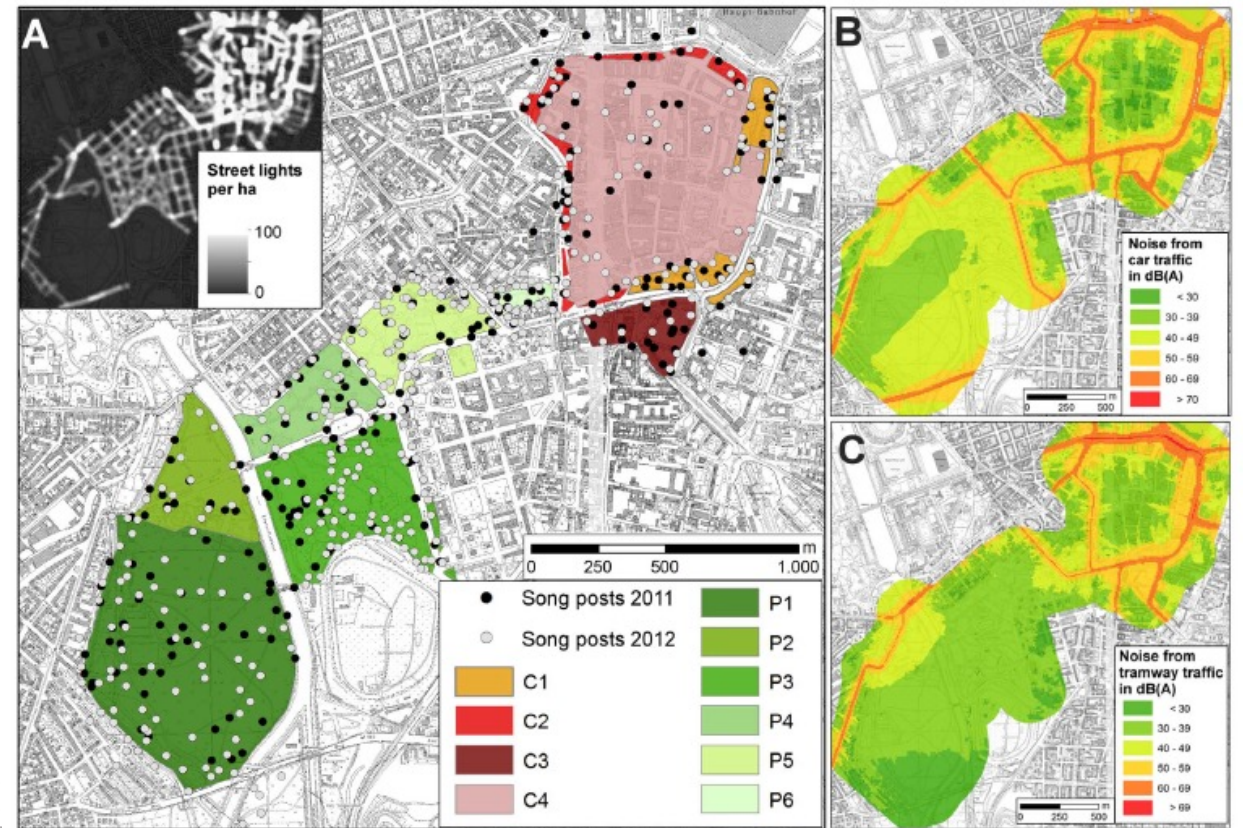 A
Haupt-Bahnhof
Street lights
per ha
100
0
0
250
500
1.000
m
Song posts 2011
Song posts 2012
C1
C2
C3
C4
P1
P2
P3
P4
P5
P6
B
Noise from
car traffic
in dB(A)
< 30
30 - 39
40 - 49
50 - 59
60 - 69
> 70
m
0
250
500
C
Noise from
tramway traffic
in dB(A)
< 30
30 - 39
40 - 49
50 - 59
60 - 69
> 69
m
0
250
500